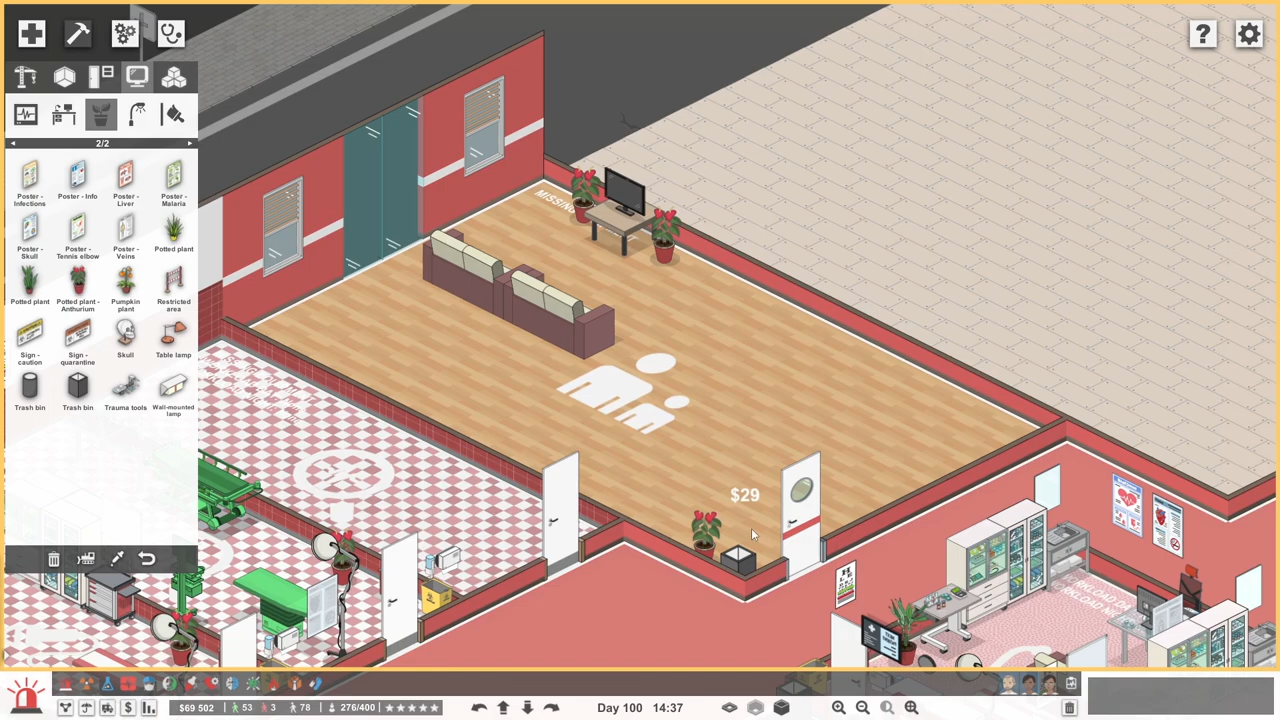 ?
2/2
Poster - Infections
Poster - Info
Poster - Liver
Poster - Malaria
Poster - Skull
Poster - Tennis elbow
Poster - Veins
Potted plant
Potted plant
Potted plant - Anthurium
Pumpkin plant
Restricted area
Sign - caution
Sign - quarantine
Skull
Table lamp
Trash bin
Trash bin
Trauma tools
Wall-mounted lamp
MISSING
$29
$69 502
53
3
78
276/400
Day 100
14:37